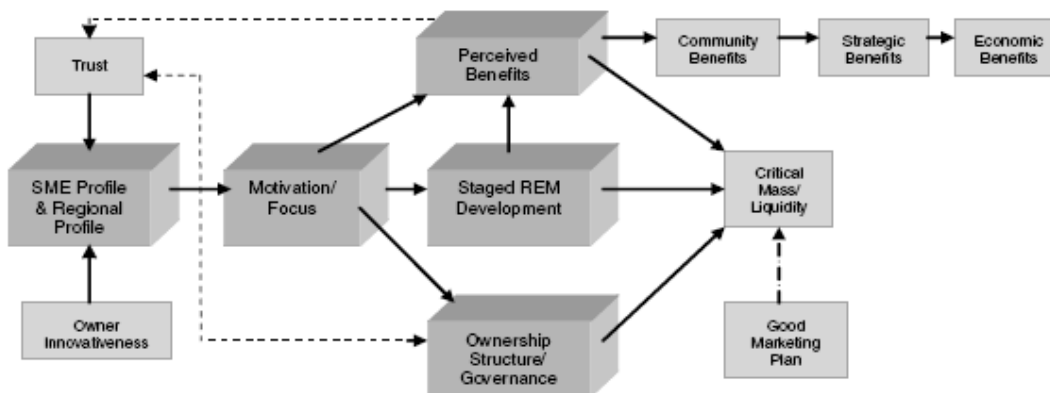 Trust
Perceived
Benefits
Community
Benefits
Strategic
Benefits
Economic
Benefits
SME Profile
& Regional
Profile
Motivation/
Focus
Staged REM
Development
Critical
Mass/
Liquidity
Owner
Innovativeness
Ownership
Structure/
Governance
Good
Marketing
Plan